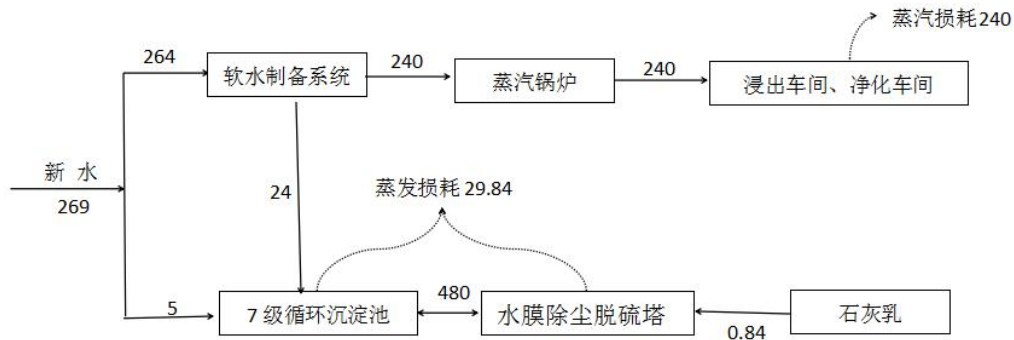 蒸汽损耗240
264
软水制备系统
240
蒸汽锅炉
240
浸出车间、净化车间
新 水
269
24
蒸发损耗 29.84
5
7 级循环沉淀池
480
水膜除尘脱硫塔
0.84
石灰乳